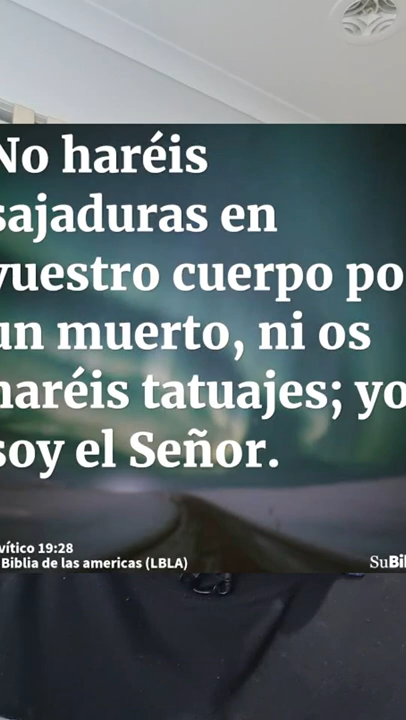 No haréis
sajaduras en
vuestro cuerpo po
un muerto, ni os
haréis tatuajes; yo
soy el Señor.
vítico 19:28
Biblia de las americas (LBLA)
SuBi